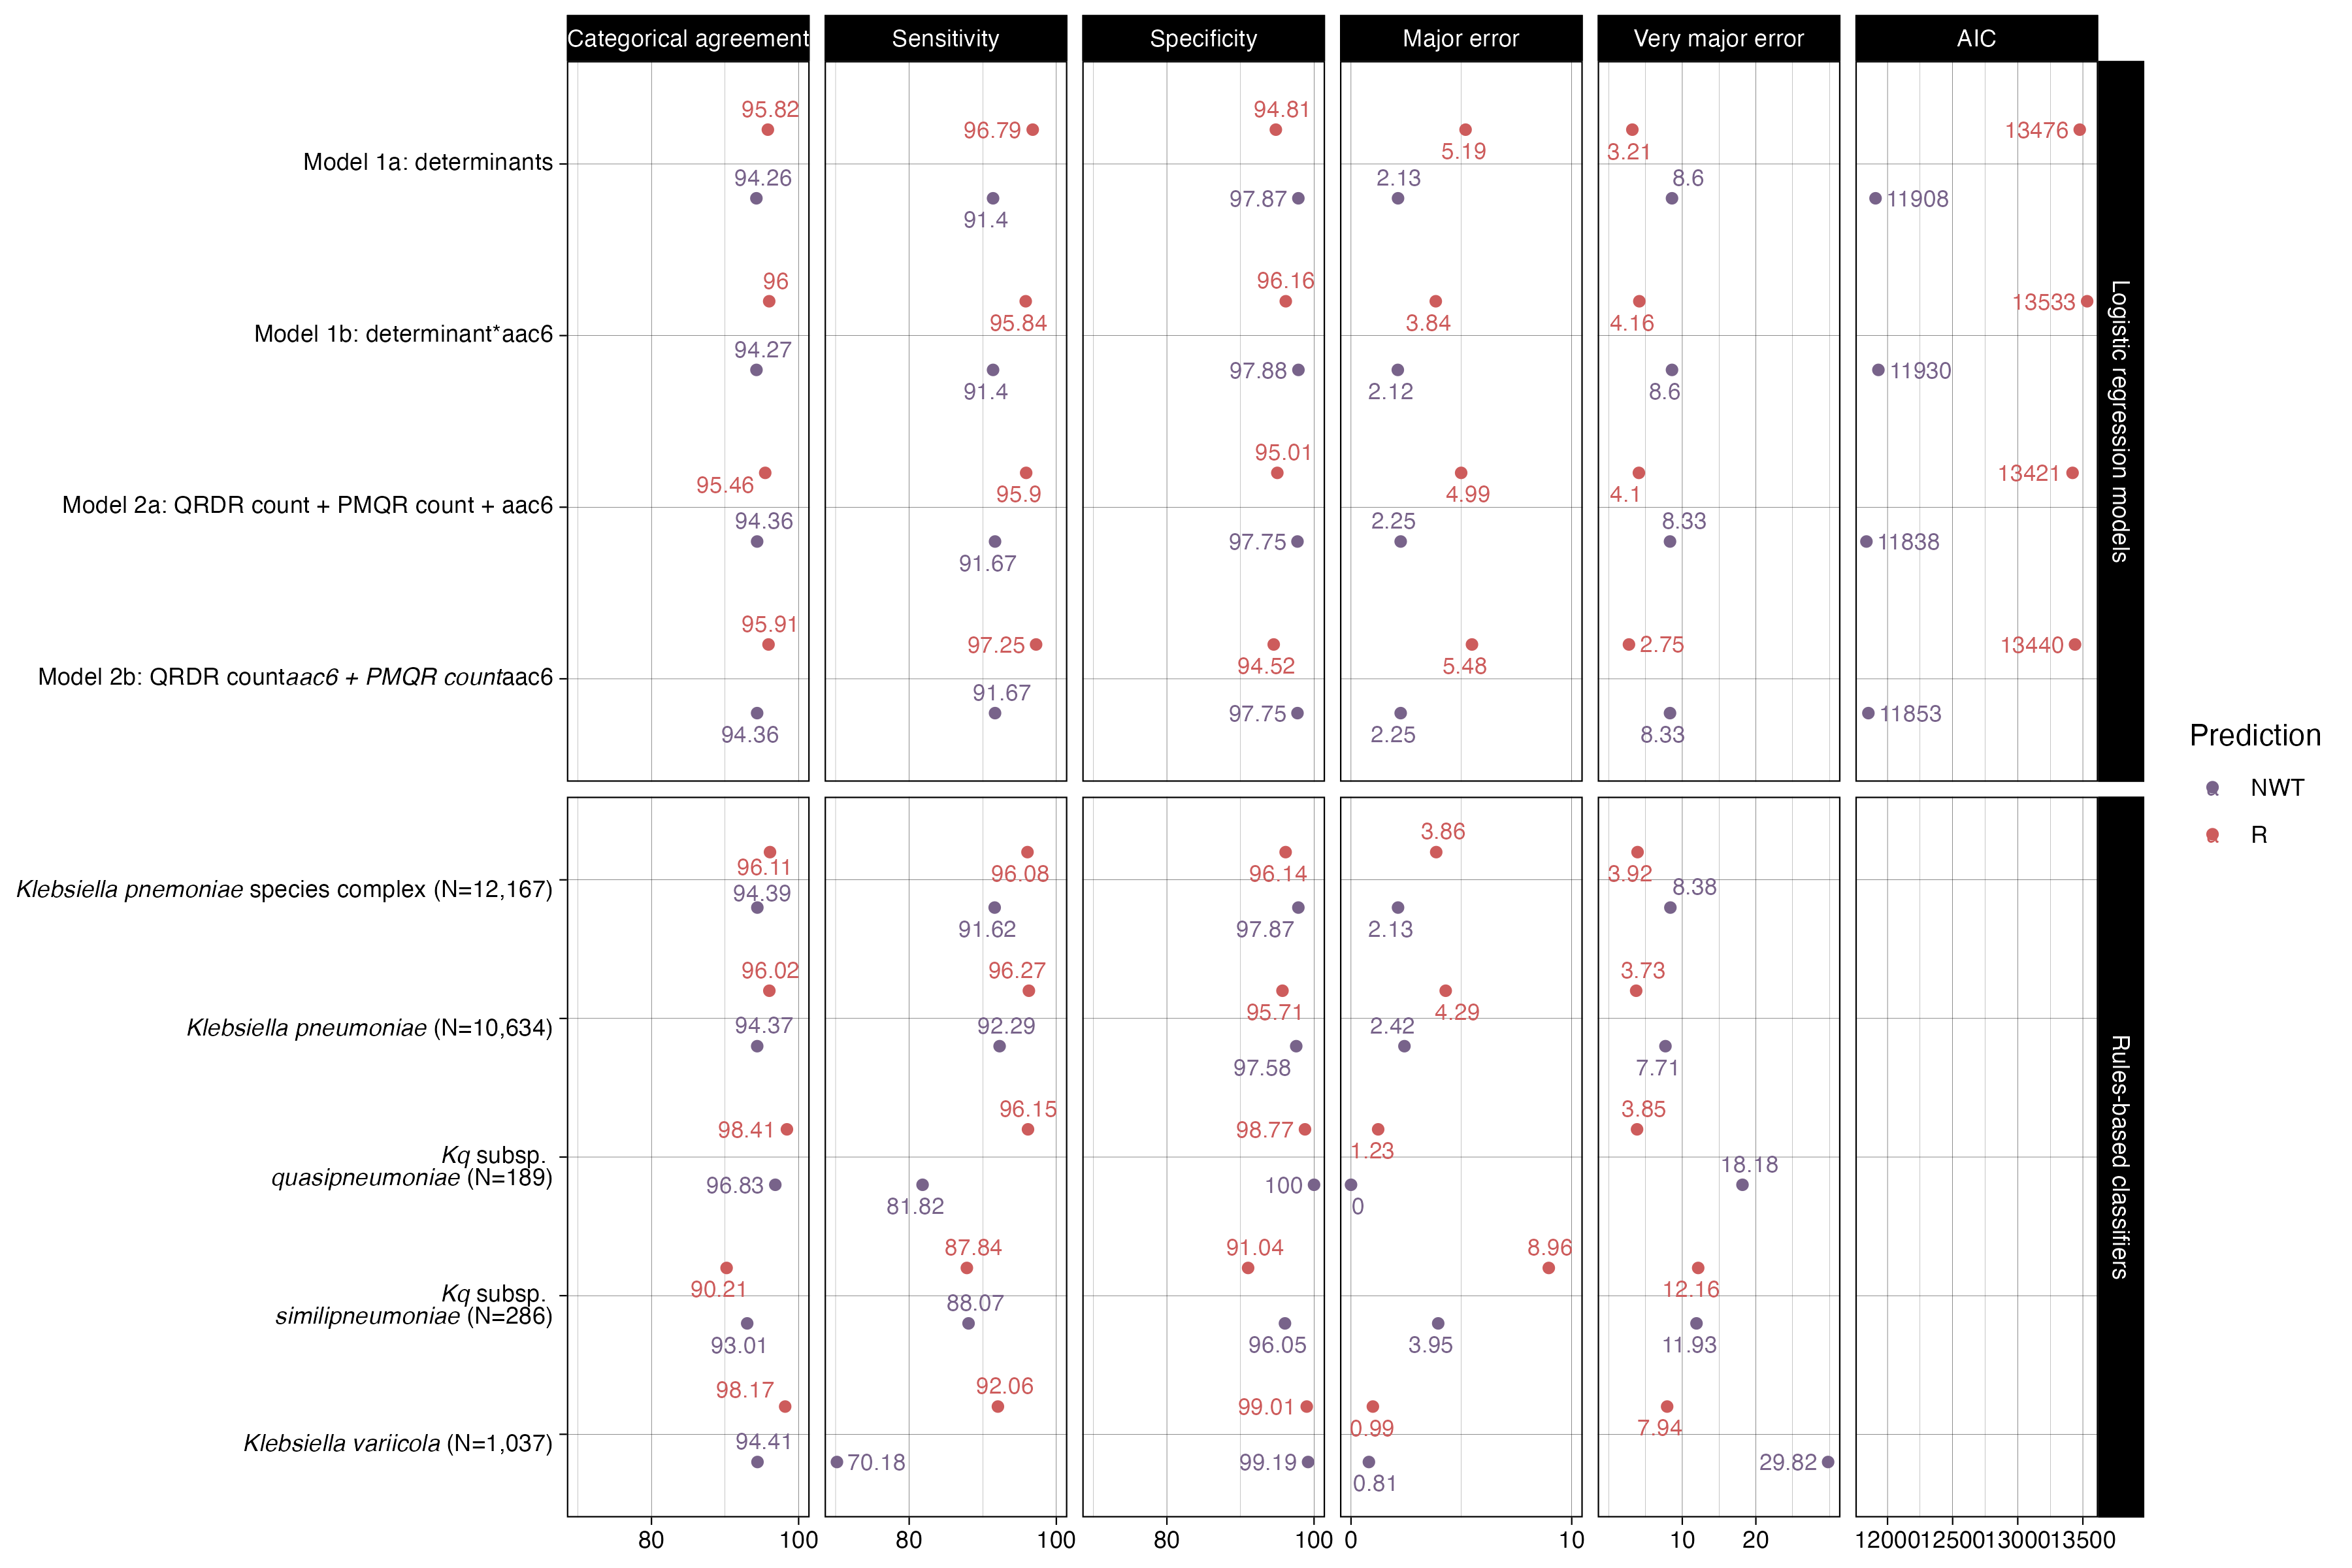 Categorical agreement Sensitivity Specificity Major error Very major error AIC
95.82 96.79 94.81 5.19 3.21 13476
Model 1a: determinants
94.26 91.4 97.87 2.13 8.6 11908
96 95.84 96.16 3.84 4.16 13533
Model 1b: determinant*aac6
94.27 91.4 97.88 2.12 8.6 11930
95.46 95.9 95.01 4.99 4.1 13421
Model 2a: QRDR count + PMQR count + aac6
94.36 91.67 97.75 2.25 8.33 11838
95.91 97.25 94.52 5.48 2.75 13440
Model 2b: QRDR countaac6 + PMQR countaac6
94.36 91.67 97.75 2.25 8.33 11853
Logistic regression models
96.11 96.08 96.14 3.86 3.92
Klebsiella pnemoniae species complex (N=12,167)
94.39 91.62 97.87 2.13 8.38
96.02 96.27 95.71 4.29 3.73
Klebsiella pneumoniae (N=10,634)
94.37 92.29 97.58 2.42 7.71
98.41 96.15 98.77 1.23 3.85
Kq subsp.
quasipneumoniae (N=189)
96.83 81.82 100 0 18.18
90.21 87.84 91.04 8.96 12.16
Kq subsp.
similipneumoniae (N=286)
93.01 88.07 96.05 3.95 11.93
98.17 92.06 99.01 0.99 7.94
Klebsiella variicola (N=1,037)
94.41 70.18 99.19 0.81 29.82
Rules-based classifiers
80 100 80 100 80 100 0 10 10 20 12000 12500 13000 13500
Prediction
NWT
R